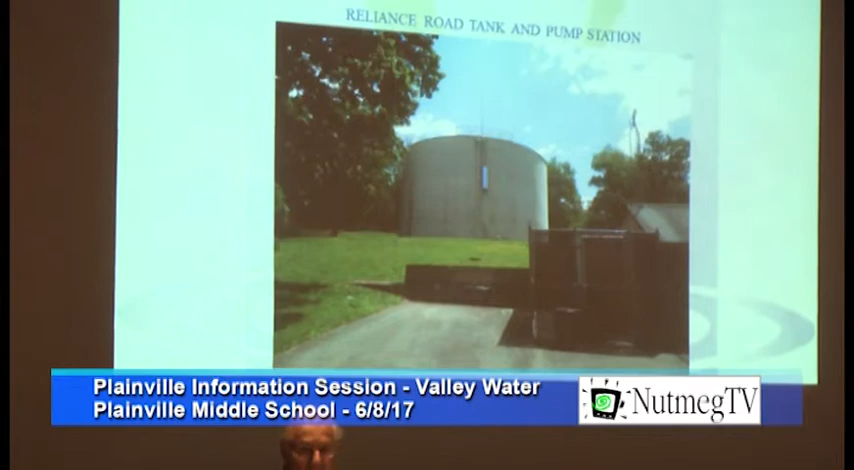 RELIANCE ROAD TANK AND PUMP STATION
Plainville Information Session - Valley Water
Plainville Middle School - 6/8/17
NutmegTV